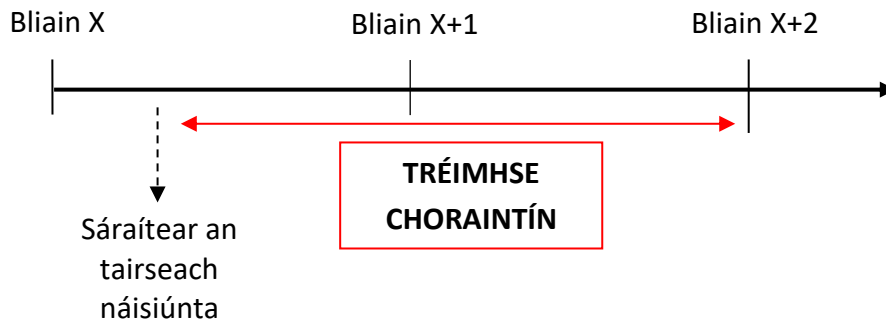 Bliain X
Bliain X+1
Bliain X+2
TRÉIMHSE
CHORAINTÍN
Sáraítear an
tairseach
náisiúnta